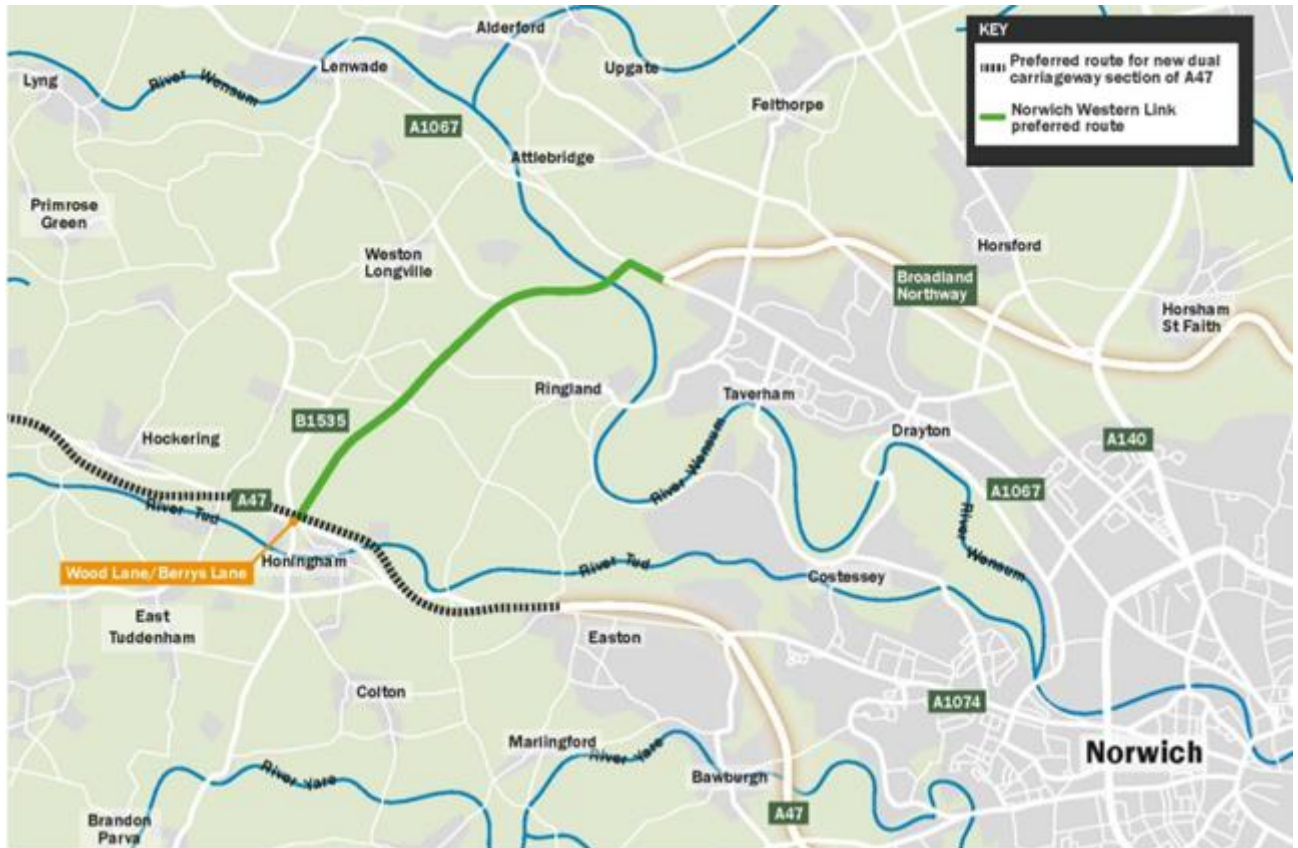 KEY
Preferred route for new dual
carriageway section of A47
Norwich Western Link
preferred route
Alderford
Lyng
River Wensum
Lenwade
Upgate
Felthorpe
A1067
Attlebridge
Primrose
Green
Weston
Longville
Horsford
Broadland
Northway
Horsham
St Faith
Ringland
Taverham
B1535
Hockering
River Wensum
Drayton
A140
A47
River Tud
A1067
River
Wensum
Wood Lane/Berrys Lane
Honingham
River Tud
Costessey
East
Tuddenham
Easton
Colton
A1074
Marlingford
River Yare
Norwich
River Yare
Bawburgh
A47
Brandon
Parva